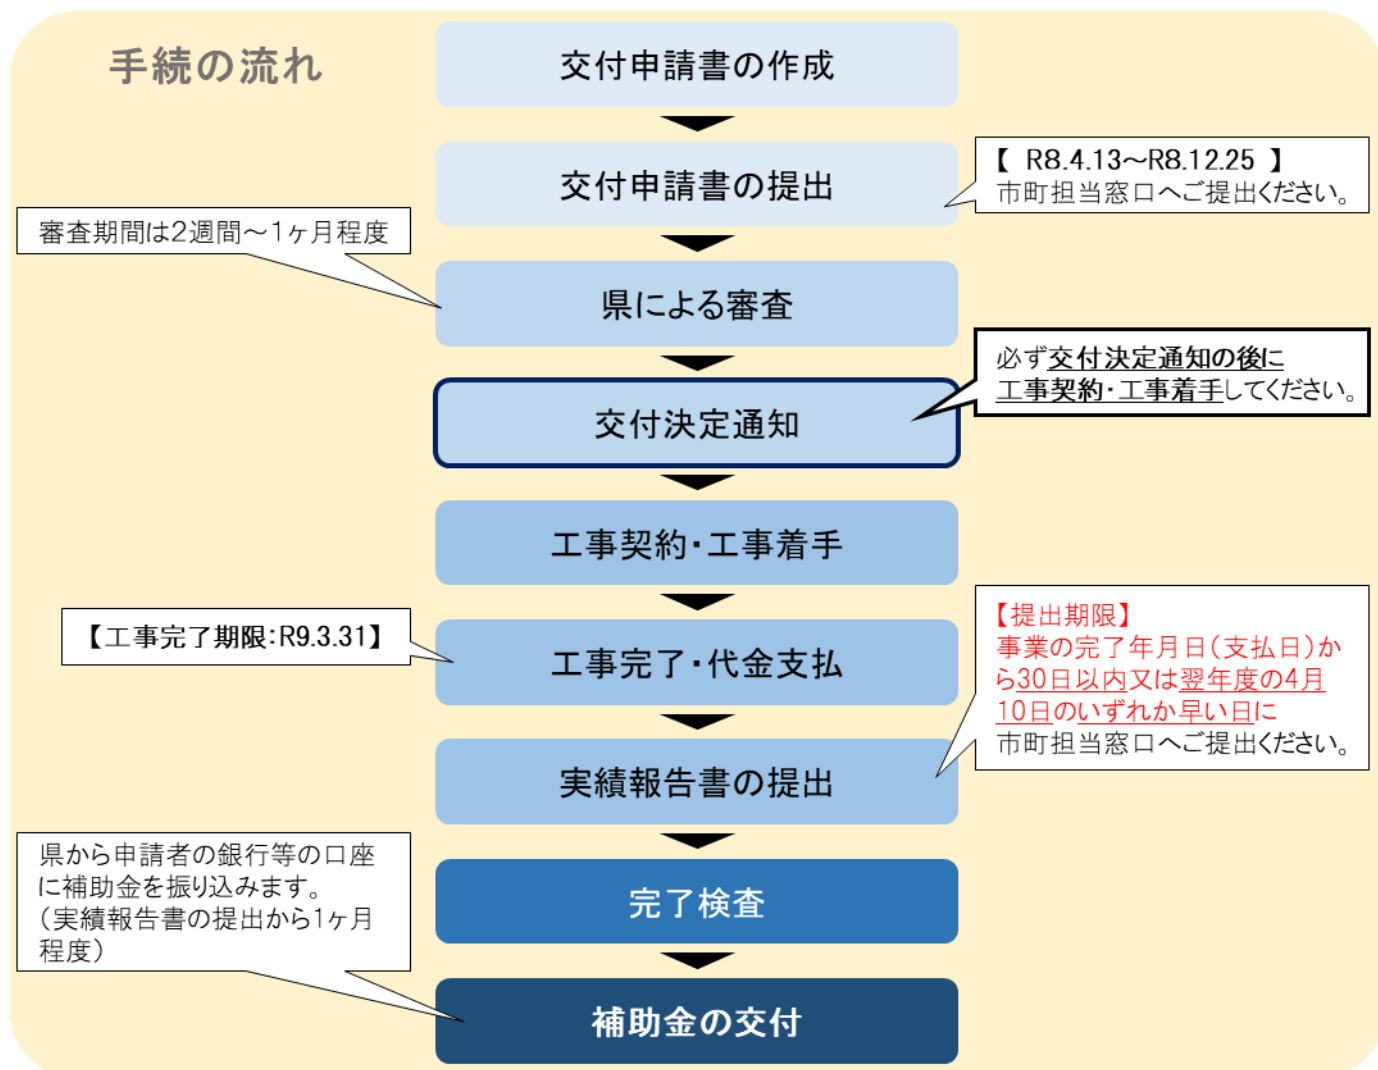 手続の流れ
交付申請書の作成
交付申請書の提出
【 R8.4.13～R8.12.25 】
市町担当窓口へご提出ください。
審査期間は2週間～1ヶ月程度
県による審査
交付決定通知
必ず交付決定通知の後に
工事契約・工事着手してください。
工事契約・工事着手
【工事完了期限：R9.3.31】
工事完了・代金支払
実績報告書の提出
【提出期限】
事業の完了年月日（支払日）か
ら30日以内又は翌年度の4月
10日のいずれか早い日に
市町担当窓口へご提出ください。
完了検査
県から申請者の銀行等の口座
に補助金を振り込みます。
（実績報告書の提出から1ヶ月
程度）
補助金の交付